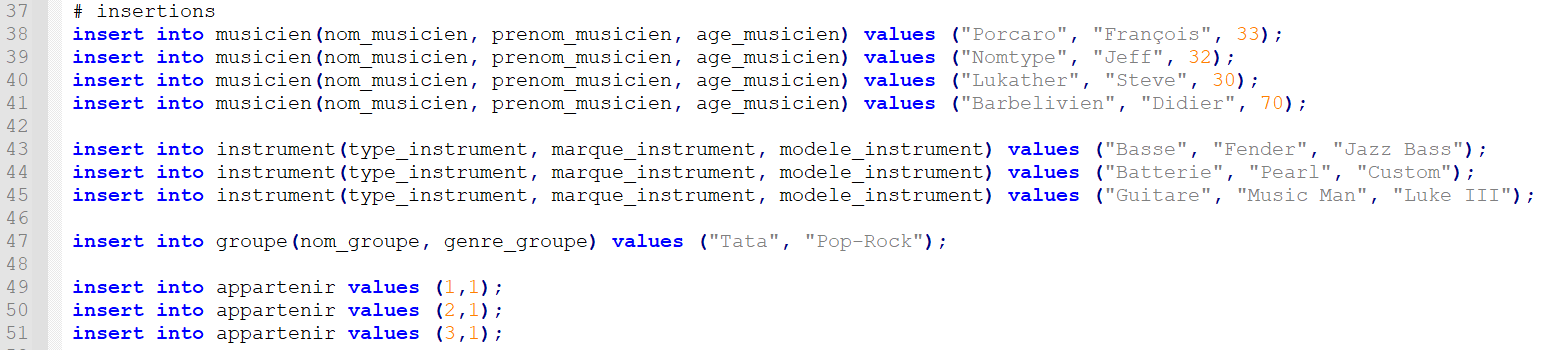 37 # insertions
38 insert into musicien(nom_musicien, prenom_musicien, age_musicien) values ("Porcaro", "François", 33);
39 insert into musicien(nom_musicien, prenom_musicien, age_musicien) values ("Nomtype", "Jeff", 32);
40 insert into musicien(nom_musicien, prenom_musicien, age_musicien) values ("Lukather", "Steve", 30);
41 insert into musicien(nom_musicien, prenom_musicien, age_musicien) values ("Barbelivien", "Didier", 70);
42
43 insert into instrument(type_instrument, marque_instrument, modele_instrument) values ("Basse", "Fender", "Jazz Bass");
44 insert into instrument(type_instrument, marque_instrument, modele_instrument) values ("Batterie", "Pearl", "Custom");
45 insert into instrument(type_instrument, marque_instrument, modele_instrument) values ("Guitare", "Music Man", "Luke III");
46
47 insert into groupe(nom_groupe, genre_groupe) values ("Tata", "Pop-Rock");
48
49 insert into appartenir values (1,1);
50 insert into appartenir values (2,1);
51 insert into appartenir values (3,1);